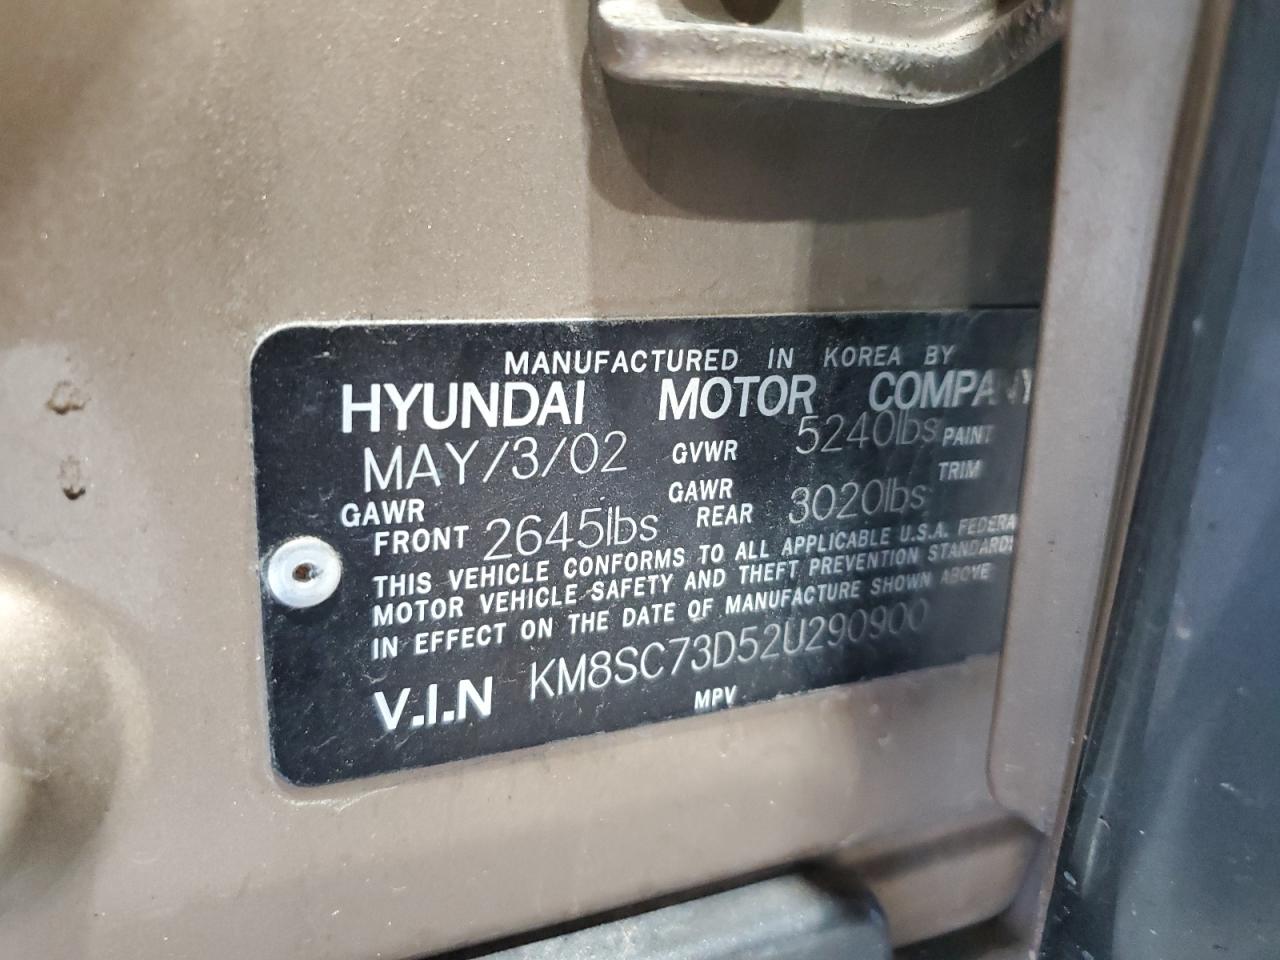 MANUFACTURED IN KOREA BY
HYUNDAI MOTOR COMPANY
MAY/3/02 GVWR 5240lbs PAINT
TRIM
GAWR FRONT 2645lbs GAWR REAR 3020lbs
THIS VEHICLE CONFORMS TO ALL APPLICABLE U.S.A. FEDERA
MOTOR VEHICLE SAFETY AND THEFT PREVENTION STANDARDS
IN EFFECT ON THE DATE OF MANUFACTURE SHOWN ABOVE
V.I.N KM8SC73D52U290900
MPV